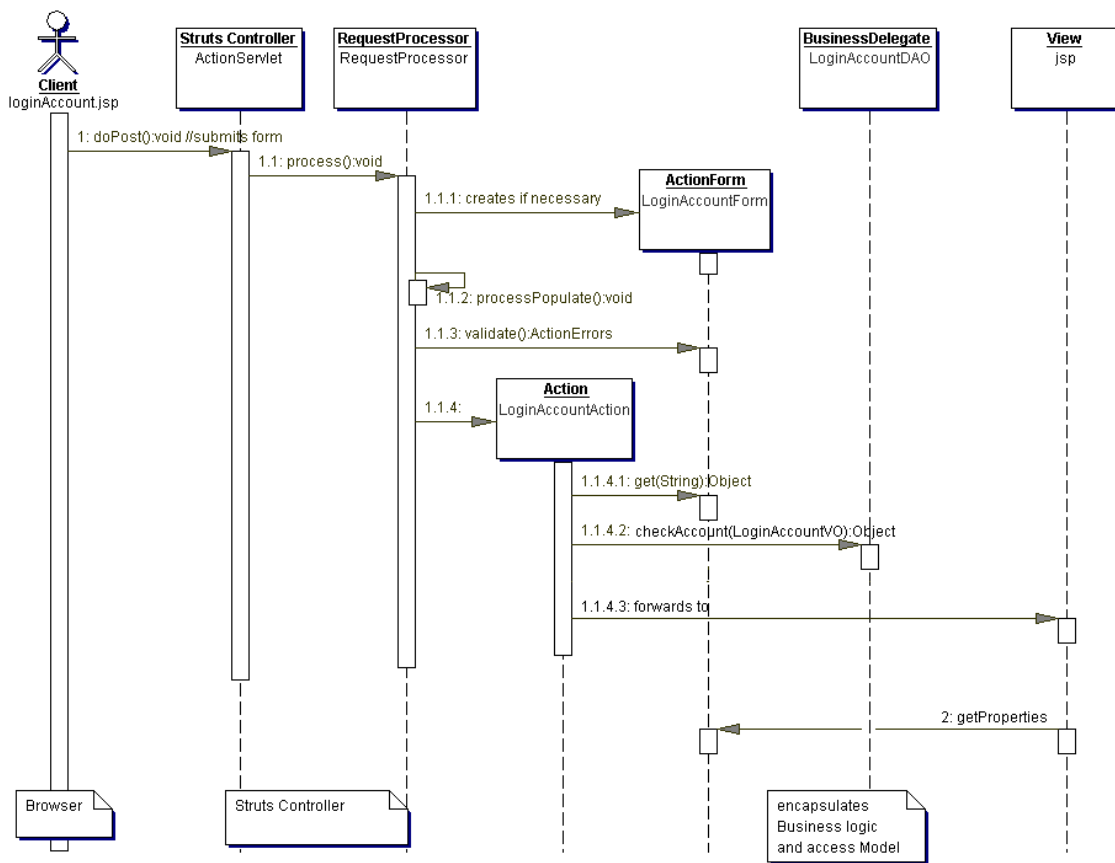 Struts Controller
ActionServlet
RequestProcessor
RequestProcessor
BusinessDelegate
LoginAccountDAO
View
jsp
Client
loginAccount.jsp
1: doPost():void //submits form
1.1: process():void
ActionForm
LoginAccountForm
1.1.1: creates if necessary
1.1.2: processPopulate():void
1.1.3: validate():ActionErrors
Action
LoginAccountAction
1.1.4:
1.1.4.1: get(String):Object
1.1.4.2: checkAccount(LoginAccountVO):Object
1.1.4.3: forwards to
2: getProperties
Browser
Struts Controller
encapsulates
Business logic
and access Model